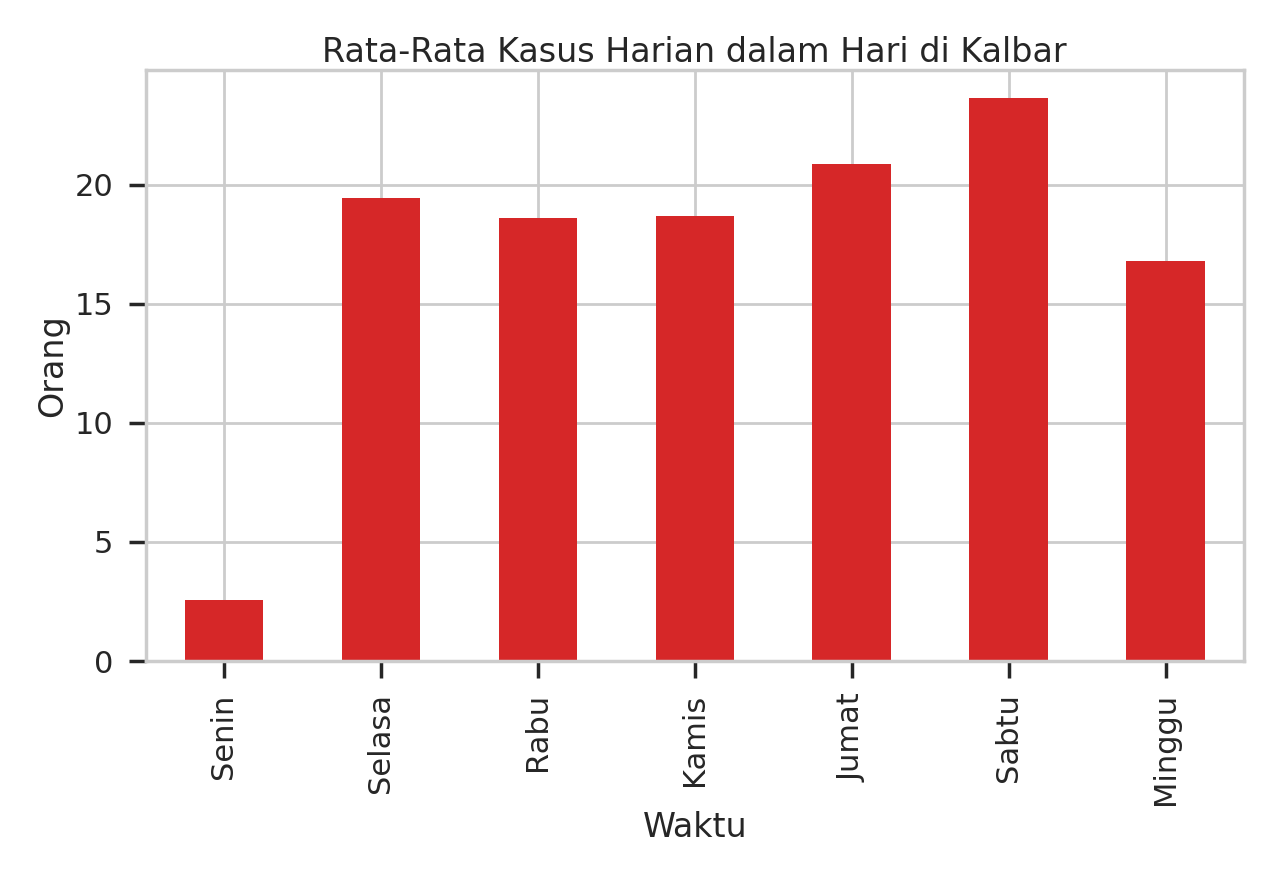 Rata-Rata Kasus Harian dalam Hari di Kalbar
20
15
10
5
0
Orang
Senin
Selasa
Rabu
Kamis
Jumat
Sabtu
Minggu
Waktu